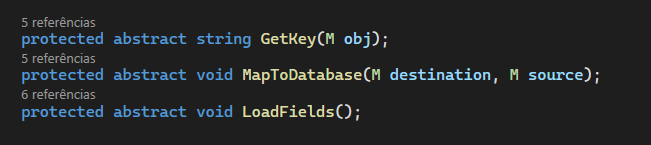 5 referências
protected abstract string GetKey(M obj);
5 referências
protected abstract void MapToDatabase(M destination, M source);
6 referências
protected abstract void LoadFields();